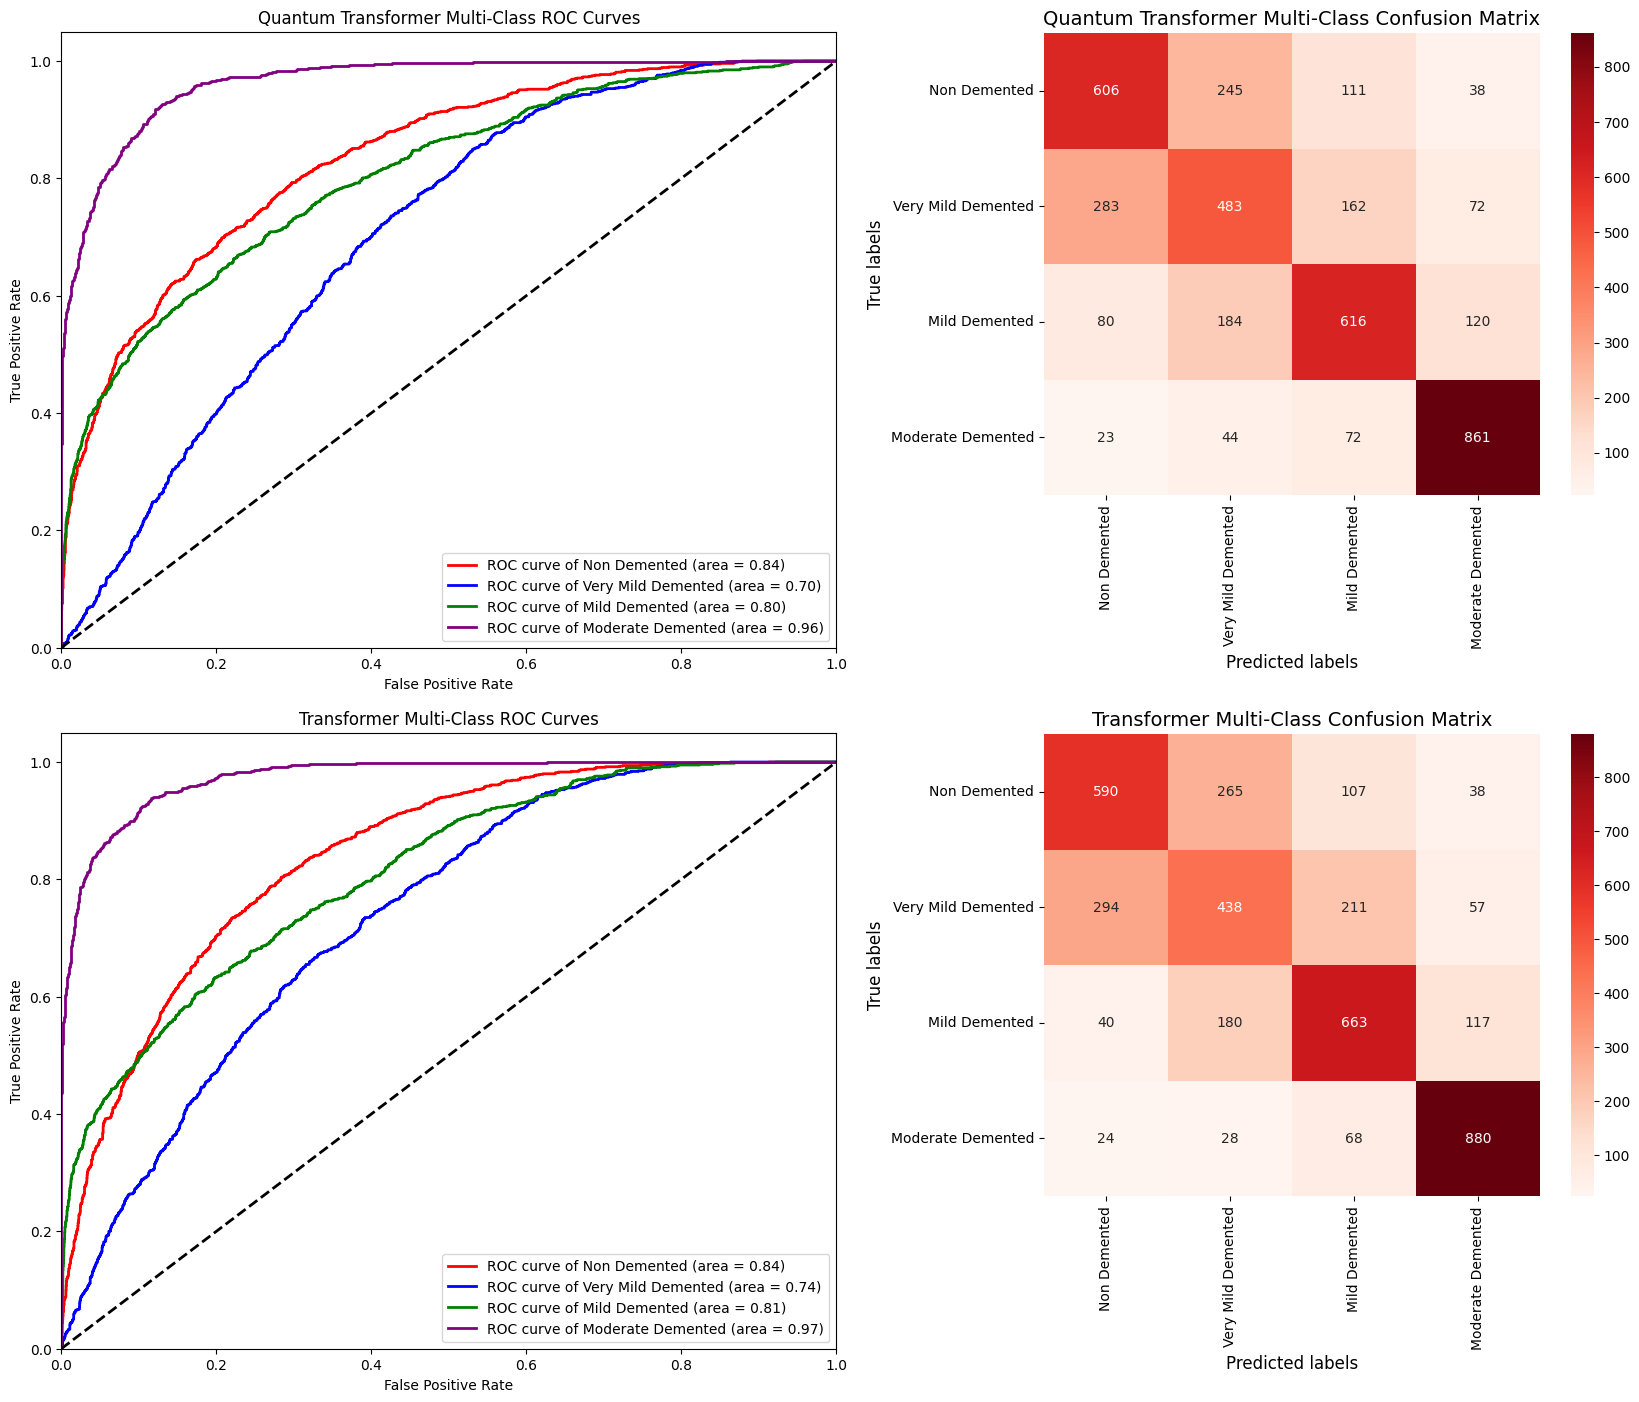 Quantum Transformer Multi-Class ROC Curves
1.0
0.8
0.6
0.4
0.2
0.0
True Positive Rate
0.0 0.2 0.4 0.6 0.8 1.0
False Positive Rate
ROC curve of Non Demented (area = 0.84)
ROC curve of Very Mild Demented (area = 0.70)
ROC curve of Mild Demented (area = 0.80)
ROC curve of Moderate Demented (area = 0.96)
Quantum Transformer Multi-Class Confusion Matrix
True labels
Non Demented 606 245 111 38
Very Mild Demented 283 483 162 72
Mild Demented 80 184 616 120
Moderate Demented 23 44 72 861
Non Demented
Very Mild Demented
Mild Demented
Moderate Demented
Predicted labels
800
700
600
500
400
300
200
100
Transformer Multi-Class ROC Curves
1.0
0.8
0.6
0.4
0.2
0.0
True Positive Rate
0.0 0.2 0.4 0.6 0.8 1.0
False Positive Rate
ROC curve of Non Demented (area = 0.84)
ROC curve of Very Mild Demented (area = 0.74)
ROC curve of Mild Demented (area = 0.81)
ROC curve of Moderate Demented (area = 0.97)
Transformer Multi-Class Confusion Matrix
True labels
Non Demented 590 265 107 38
Very Mild Demented 294 438 211 57
Mild Demented 40 180 663 117
Moderate Demented 24 28 68 880
Non Demented
Very Mild Demented
Mild Demented
Moderate Demented
Predicted labels
800
700
600
500
400
300
200
100